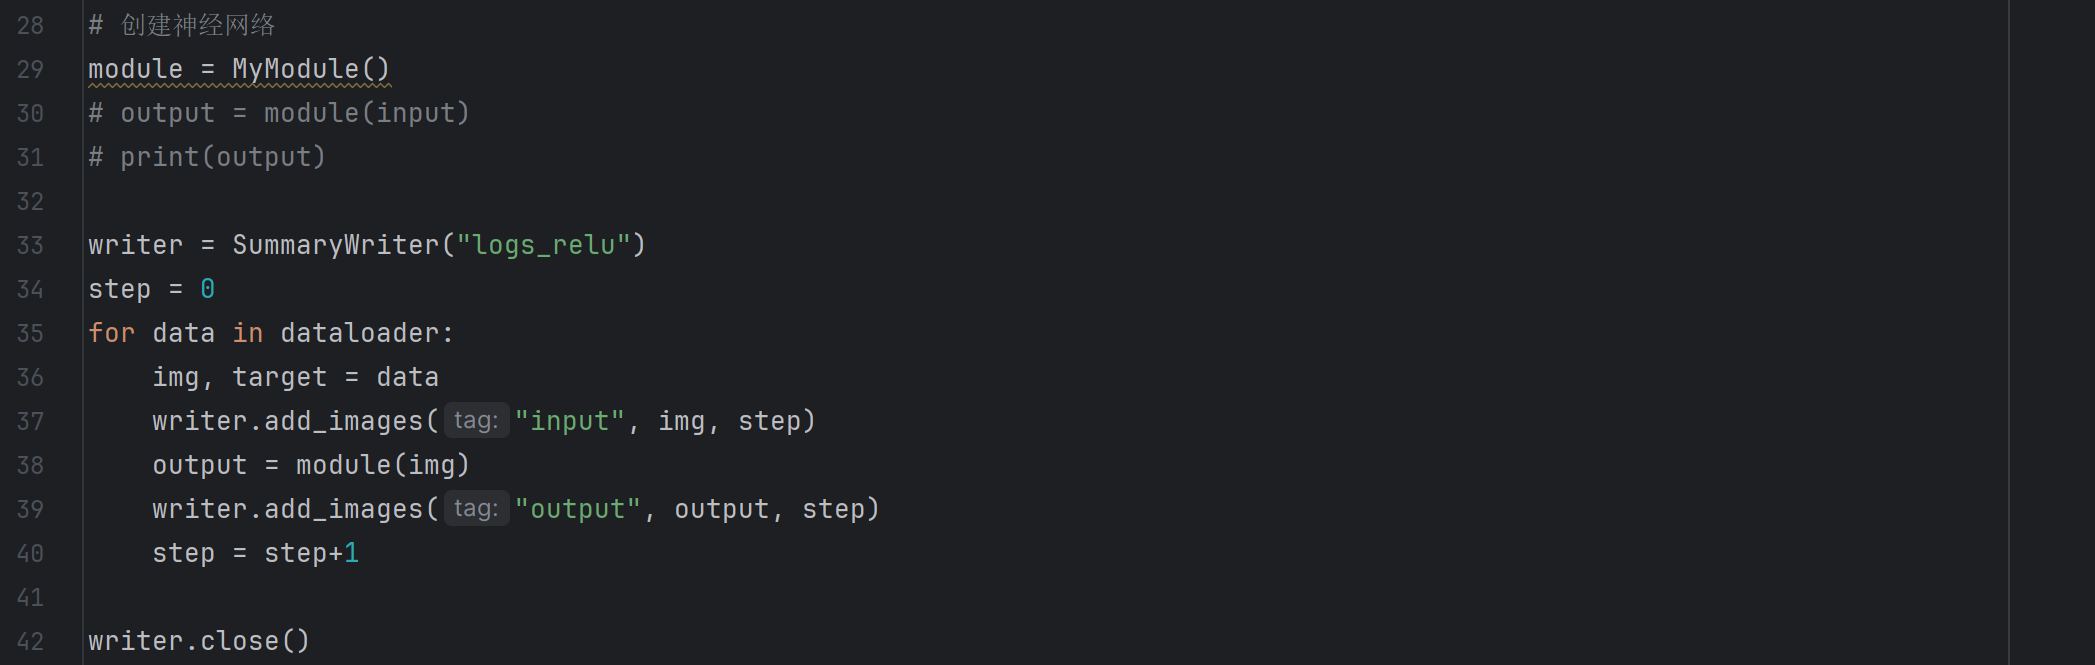 28 # 创建神经网络
29 module = MyModule()
30 # output = module(input)
31 # print(output)
32
33 writer = SummaryWriter("logs_relu")
34 step = 0
35 for data in dataloader:
36     img, target = data
37     writer.add_images( tag: "input", img, step)
38     output = module(img)
39     writer.add_images( tag: "output", output, step)
40     step = step+1
41
42 writer.close()